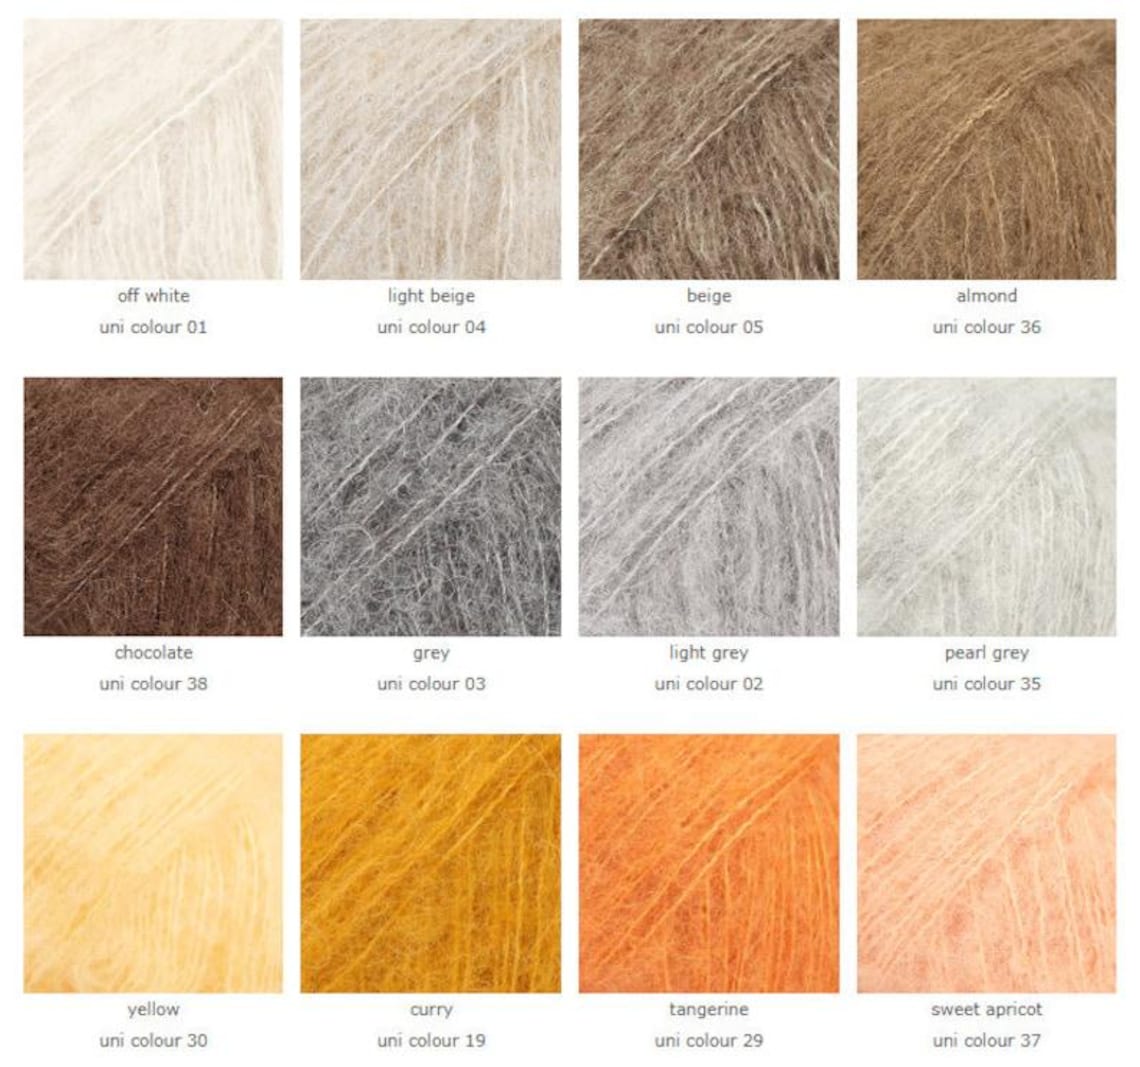 off white
uni colour 01
light beige
uni colour 04
beige
uni colour 05
almond
uni colour 36
chocolate
uni colour 38
grey
uni colour 03
light grey
uni colour 02
pearl grey
uni colour 35
yellow
uni colour 30
curry
uni colour 19
tangerine
uni colour 29
sweet apricot
uni colour 37